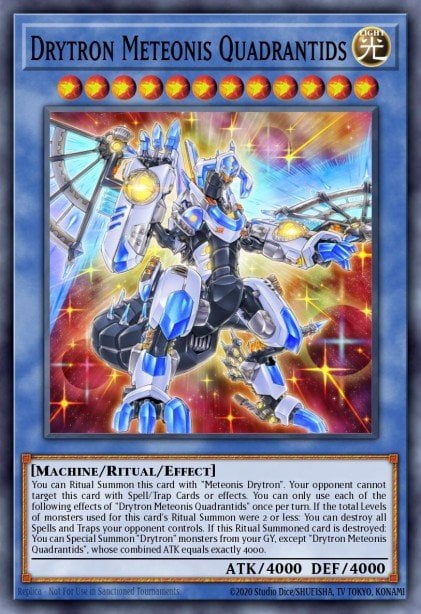 DRYTRON METEONIS QUADRANTIDS
LIGHT
光
[MACHINE/RITUAL/EFFECT]
You can Ritual Summon this card with "Meteonis Drytron". Your opponent cannot
target this card with Spell/Trap Cards or effects. You can only use each of the
following effects of "Drytron Meteonis Quadrantids" once per turn. If the total Levels
of monsters used for this card's Ritual Summon were 2 or less: You can destroy all
Spells and Traps your opponent controls. If this Ritual Summoned card is destroyed:
You can Special Summon "Drytron" monsters from your GY, except "Drytron Meteonis
Quadrantids", whose combined ATK equals exactly 4000.
ATK/4000 DEF/4000
Replica - Not For Use in Sanctioned Tournaments.
©2020 Studio Dice/SHUEISHA, TV TOKYO, KONAMI